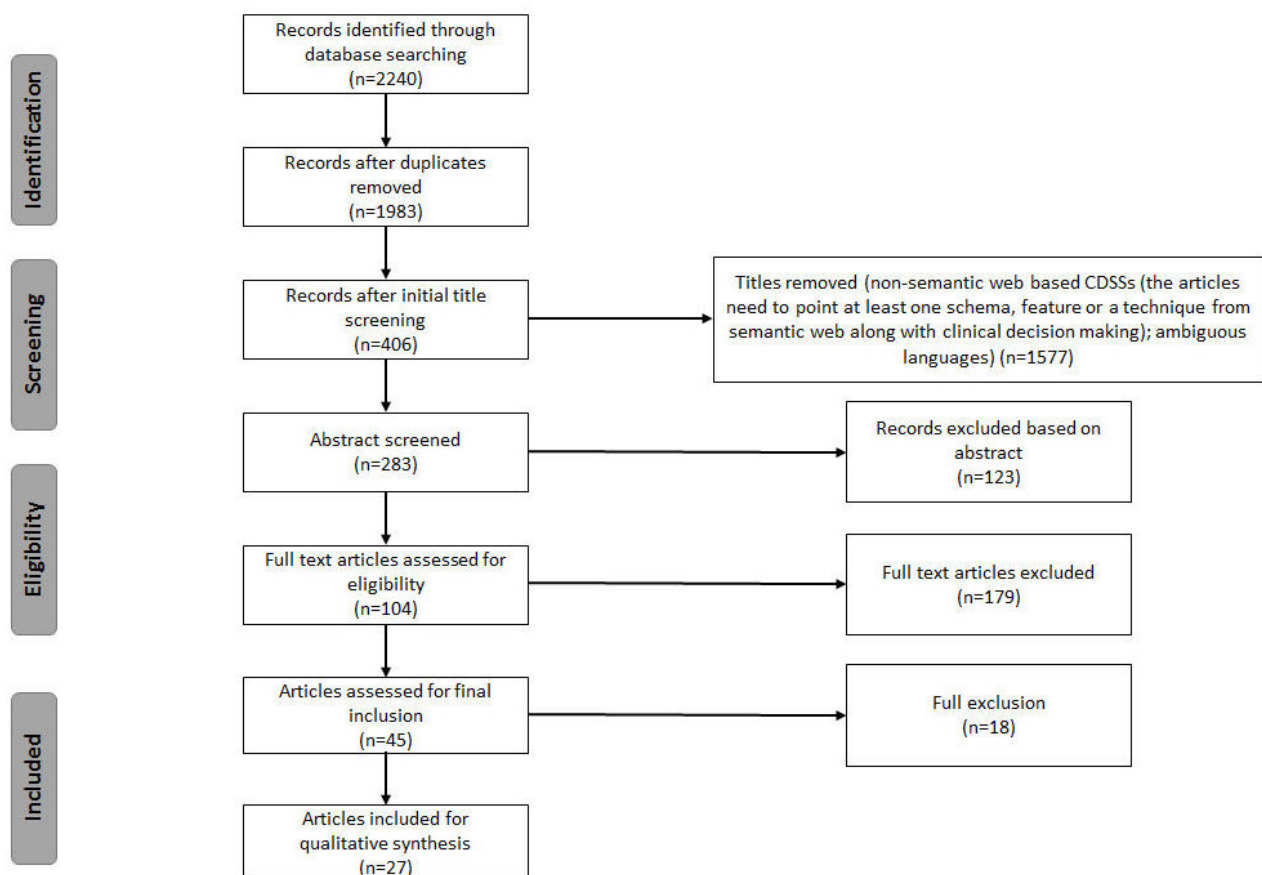 Identification
Screening
Eligibility
Included
Records identified through
database searching
(n=2240)
Records after duplicates
removed
(n=1983)
Records after initial title
screening
(n=406)
Titles removed (non-semantic web based CDSSs (the articles
need to point at least one schema, feature or a technique from
semantic web along with clinical decision making); ambiguous
languages) (n=1577)
Abstract screened
(n=283)
Records excluded based on
abstract
(n=123)
Full text articles assessed for
eligibility
(n=104)
Full text articles excluded
(n=179)
Articles assessed for final
inclusion
(n=45)
Full exclusion
(n=18)
Articles included for
qualitative synthesis
(n=27)